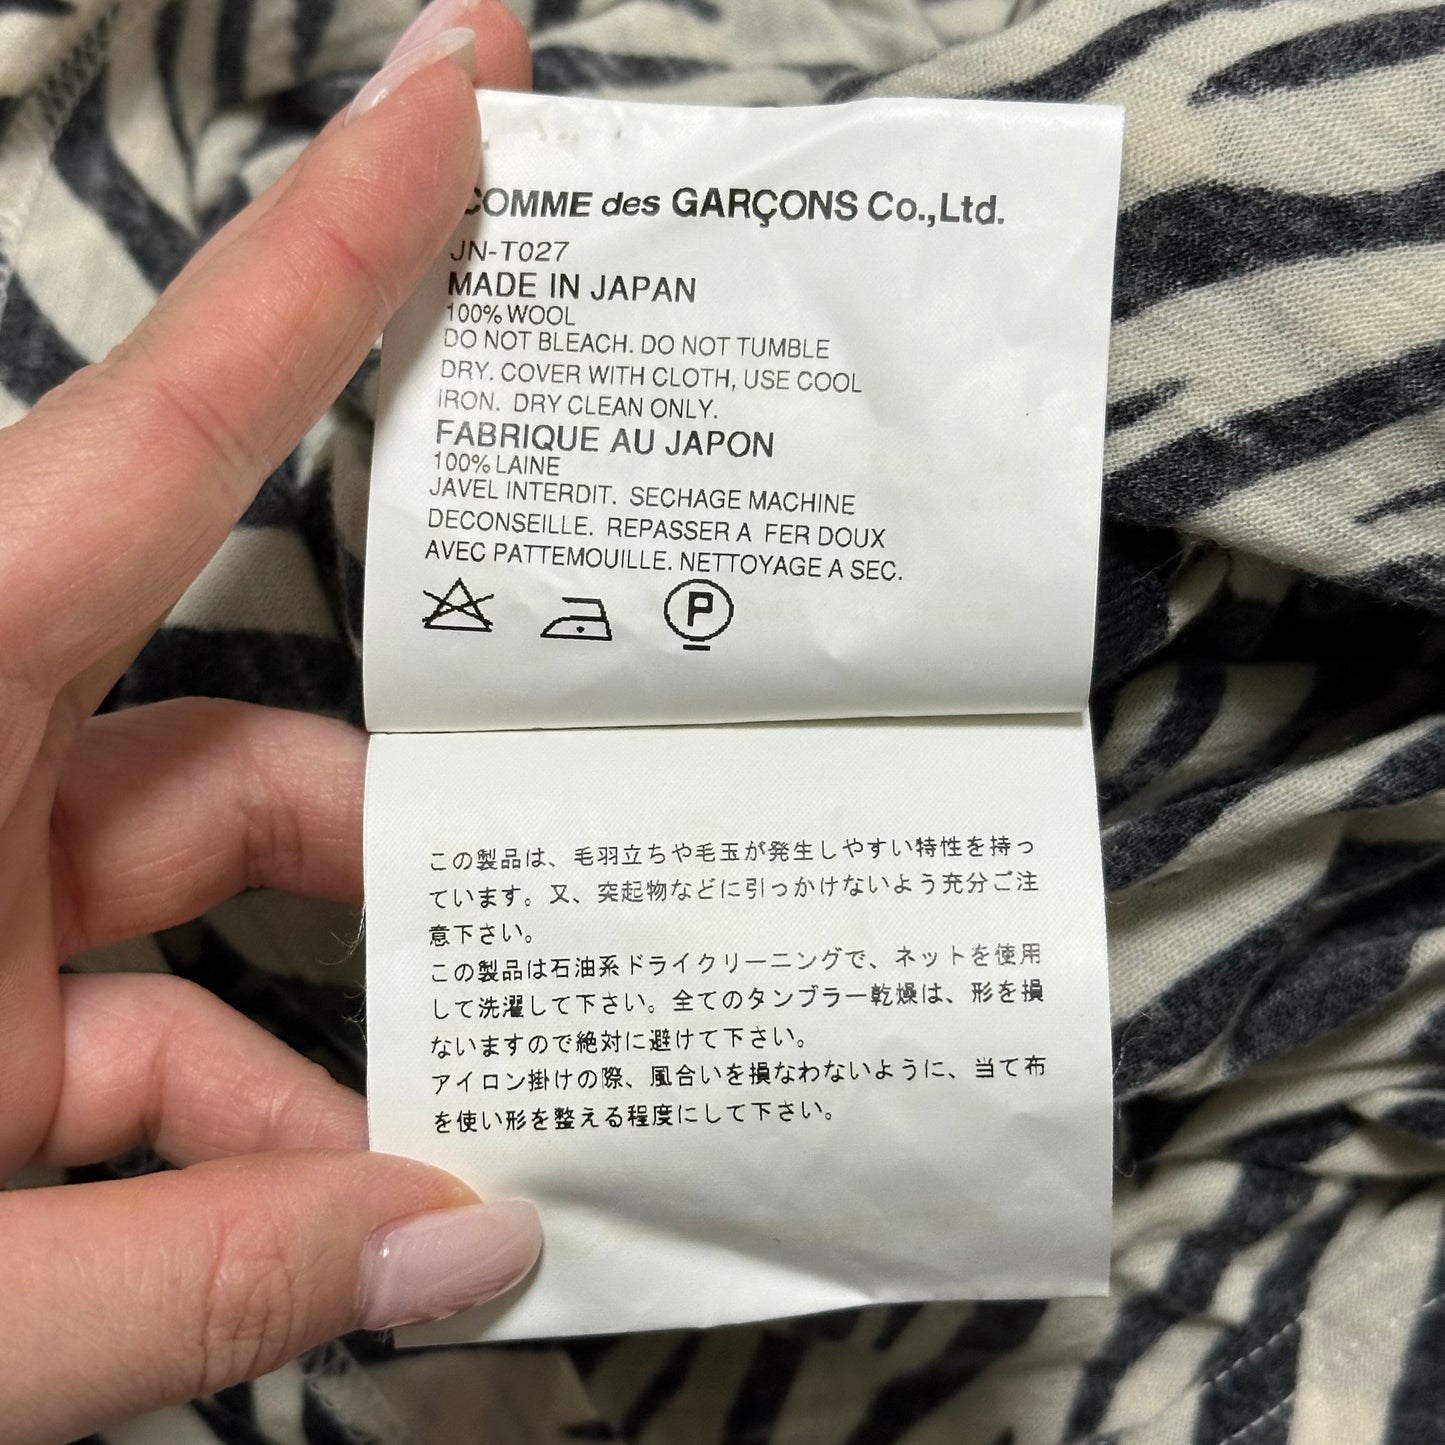 COMME des GARÇONS Co.,Ltd.
JN-T027
MADE IN JAPAN
100% WOOL
DO NOT BLEACH. DO NOT TUMBLE
DRY. COVER WITH CLOTH, USE COOL
IRON. DRY CLEAN ONLY.
FABRIQUE AU JAPON
100% LAINE
JAVEL INTERDIT. SECHAGE MACHINE
DECONSEILLE. REPASSER A FER DOUX
AVEC PATTEMOUILLE. NETTOYAGE A SEC.
P
この製品は、毛羽立ちや毛玉が発生しやすい特性を持っ
ています。又、突起物などに引っかけないよう充分ご注
意下さい。
この製品は石油系ドライクリーニングで、ネットを使用
して洗濯して下さい。全てのタンブラー乾燥は、形を損
ないますので絶対に避けて下さい。
アイロン掛けの際、風合いを損なわないように、当て布
を使い形を整える程度にして下さい。